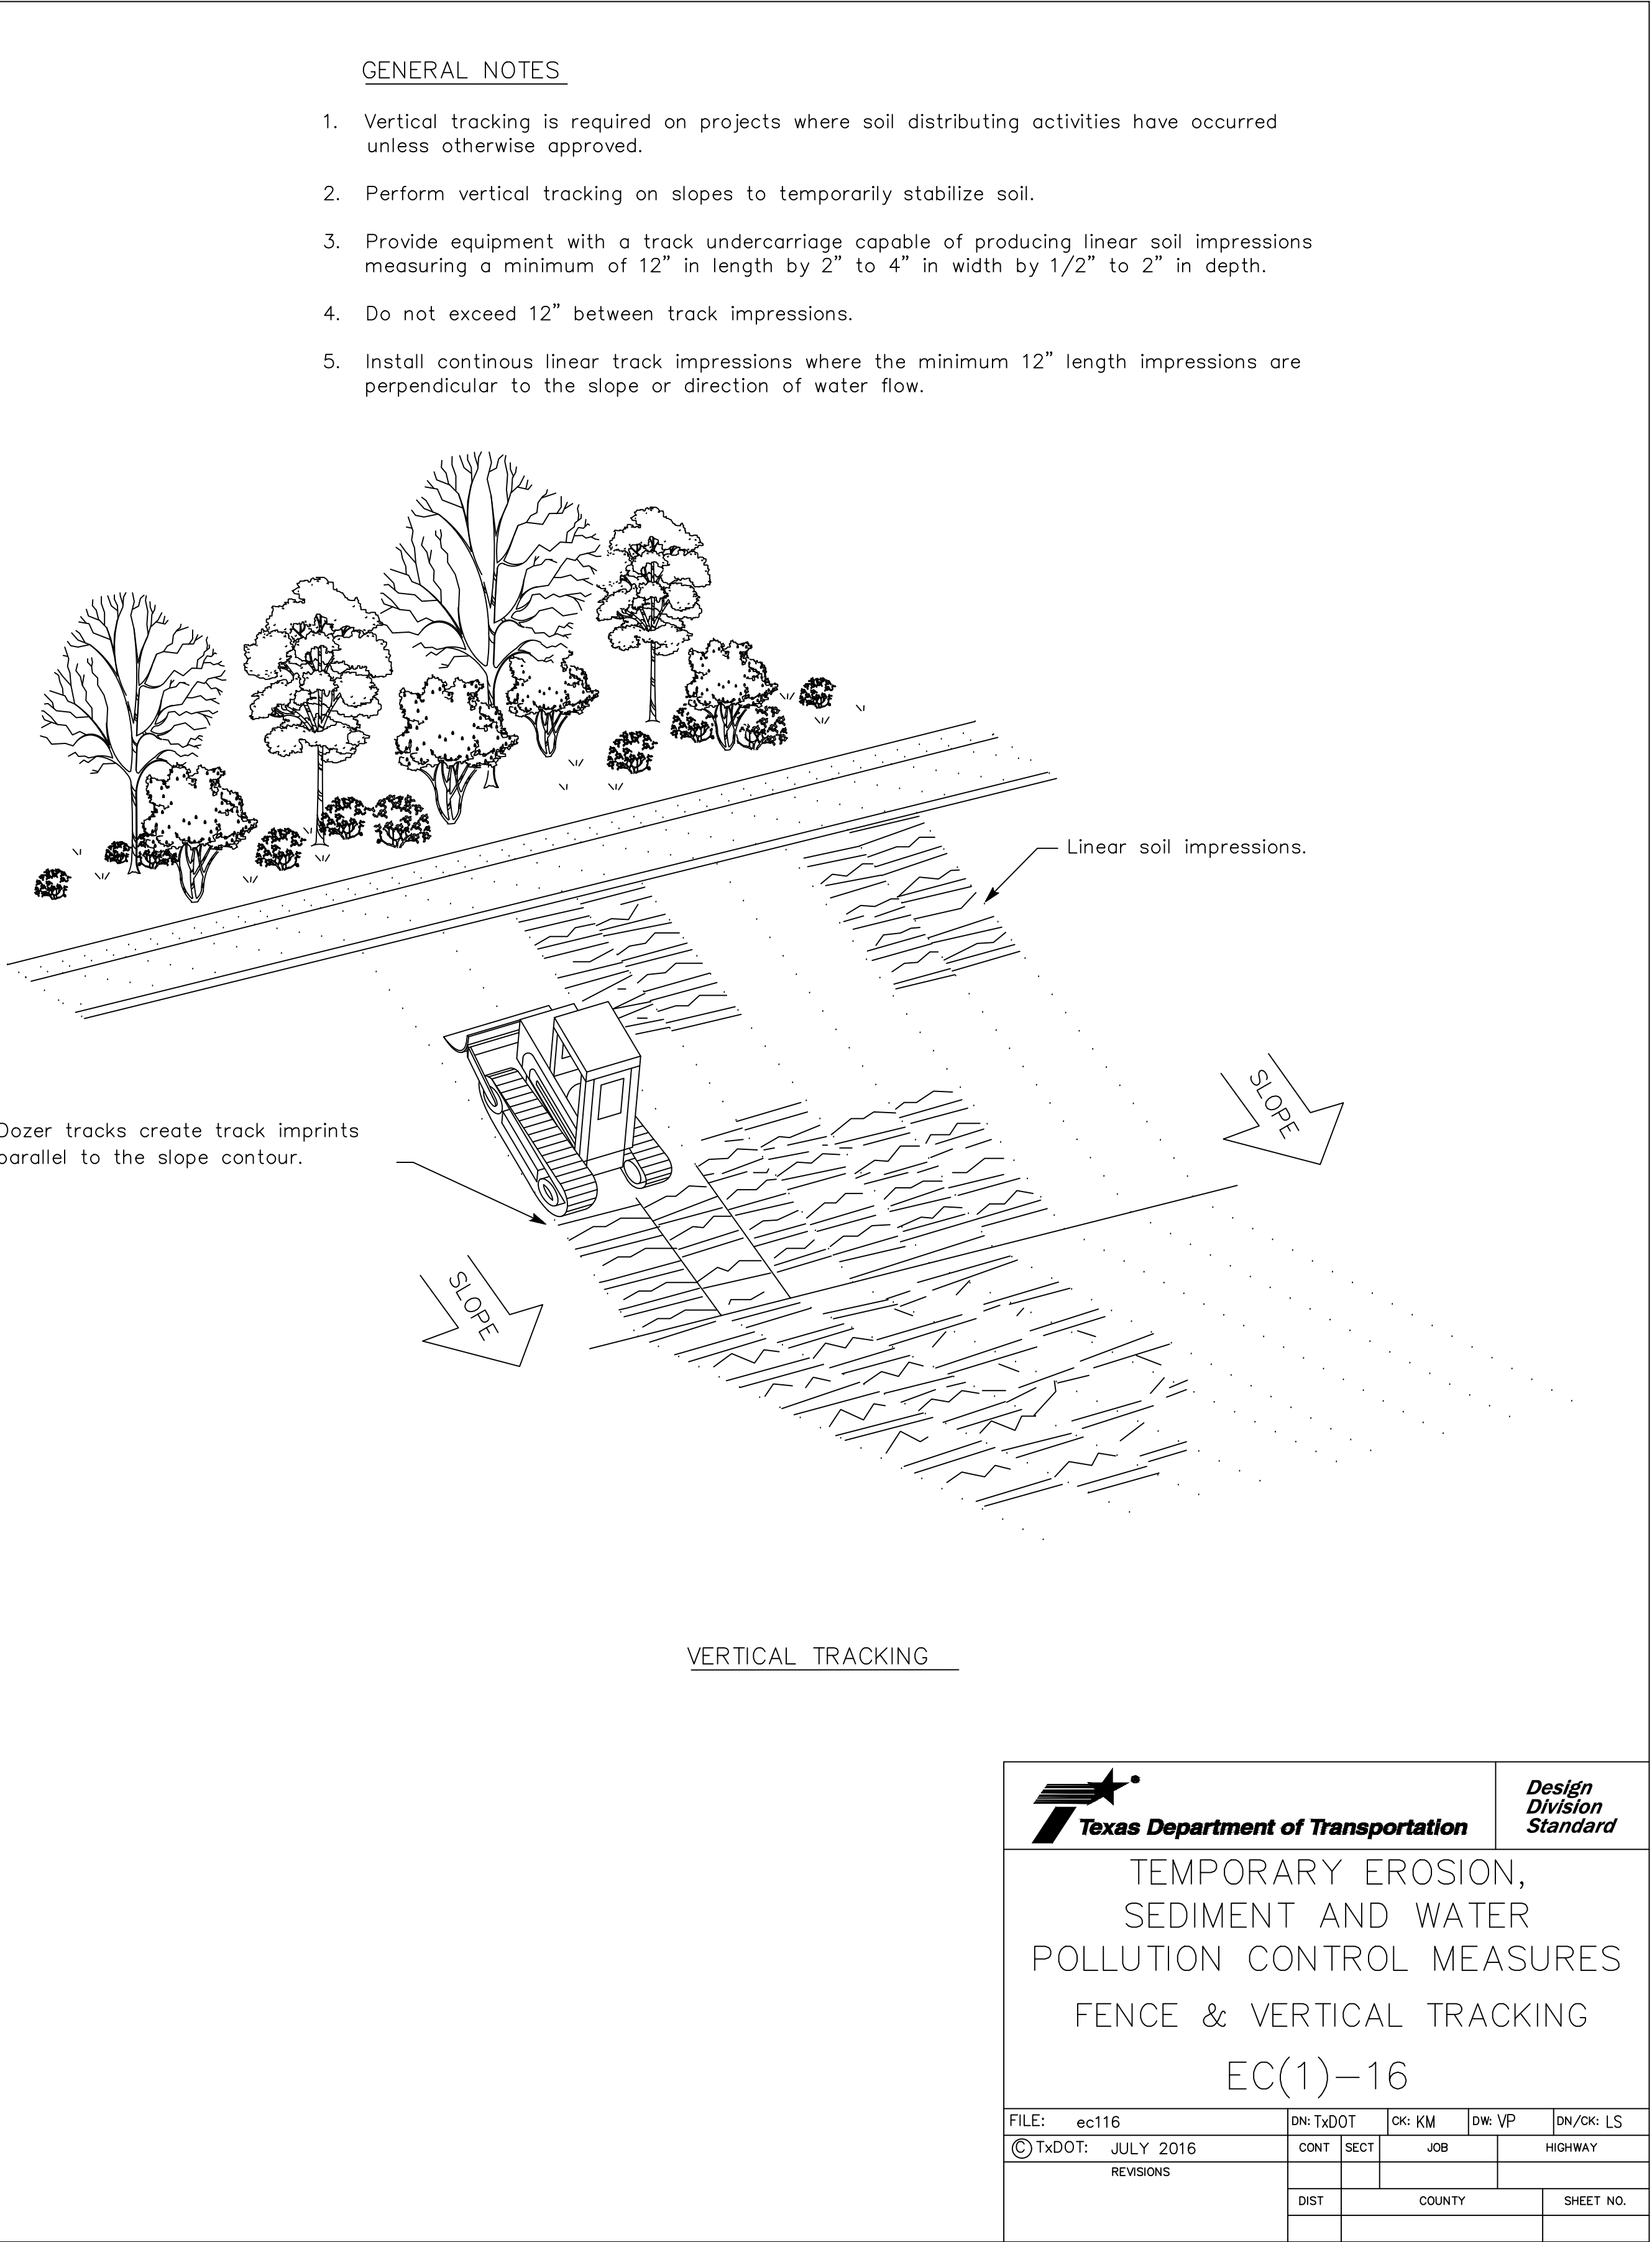 GENERAL NOTES
1. Vertical tracking is required on projects where soil distributing activities have occurred
unless otherwise approved.
2. Perform vertical tracking on slopes to temporarily stabilize soil.
3. Provide equipment with a track undercarriage capable of producing linear soil impressions
measuring a minimum of 12" in length by 2" to 4" in width by 1/2" to 2" in depth.
4. Do not exceed 12" between track impressions.
5. Install continous linear track impressions where the minimum 12" length impressions are
perpendicular to the slope or direction of water flow.
Linear soil impressions.
SLOPE
Dozer tracks create track imprints
parallel to the slope contour.
SLOPE
VERTICAL TRACKING
Texas Department of Transportation
Design
Division
Standard
TEMPORARY EROSION,
SEDIMENT AND WATER
POLLUTION CONTROL MEASURES
FENCE & VERTICAL TRACKING
EC(1)-16
FILE: ec116 DN: TxDOT CK: KM DW: VP DN/CK: LS
© TxDOT: JULY 2016 CONT SECT JOB HIGHWAY
REVISIONS
DIST COUNTY SHEET NO.